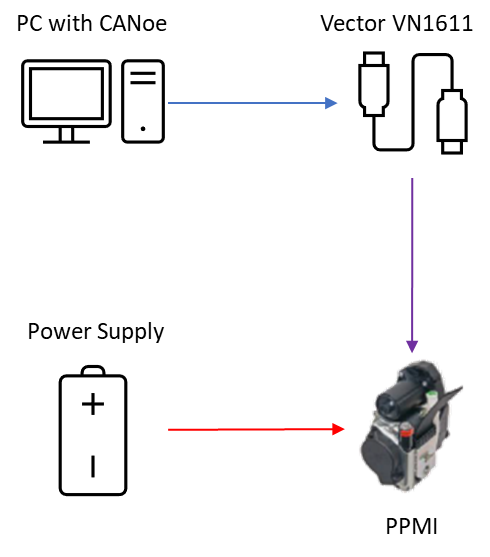 PC with CANoe
Vector VN1611
Power Supply
PPMI